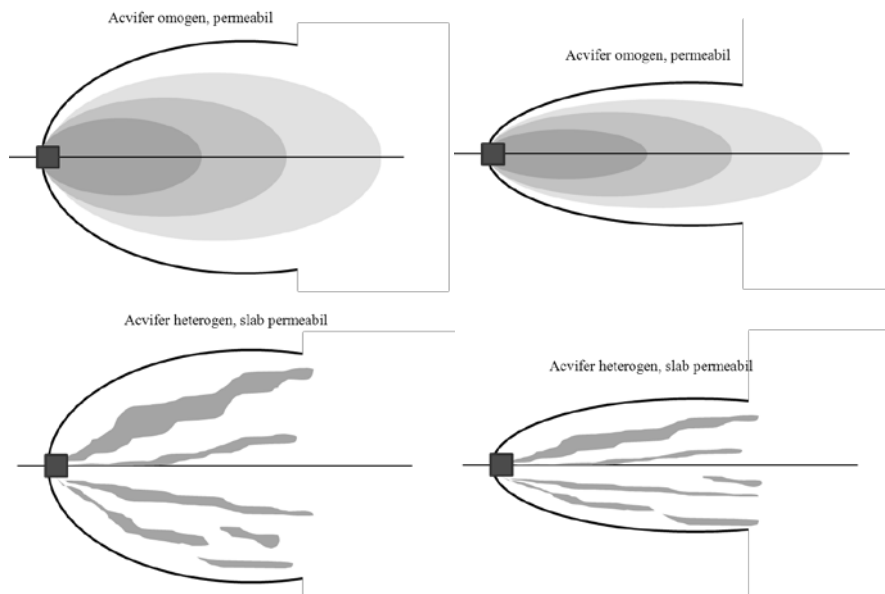 Acvifer omogen, permeabil
Acvifer omogen, permeabil
Acvifer heterogen, slab permeabil
Acvifer heterogen, slab permeabil